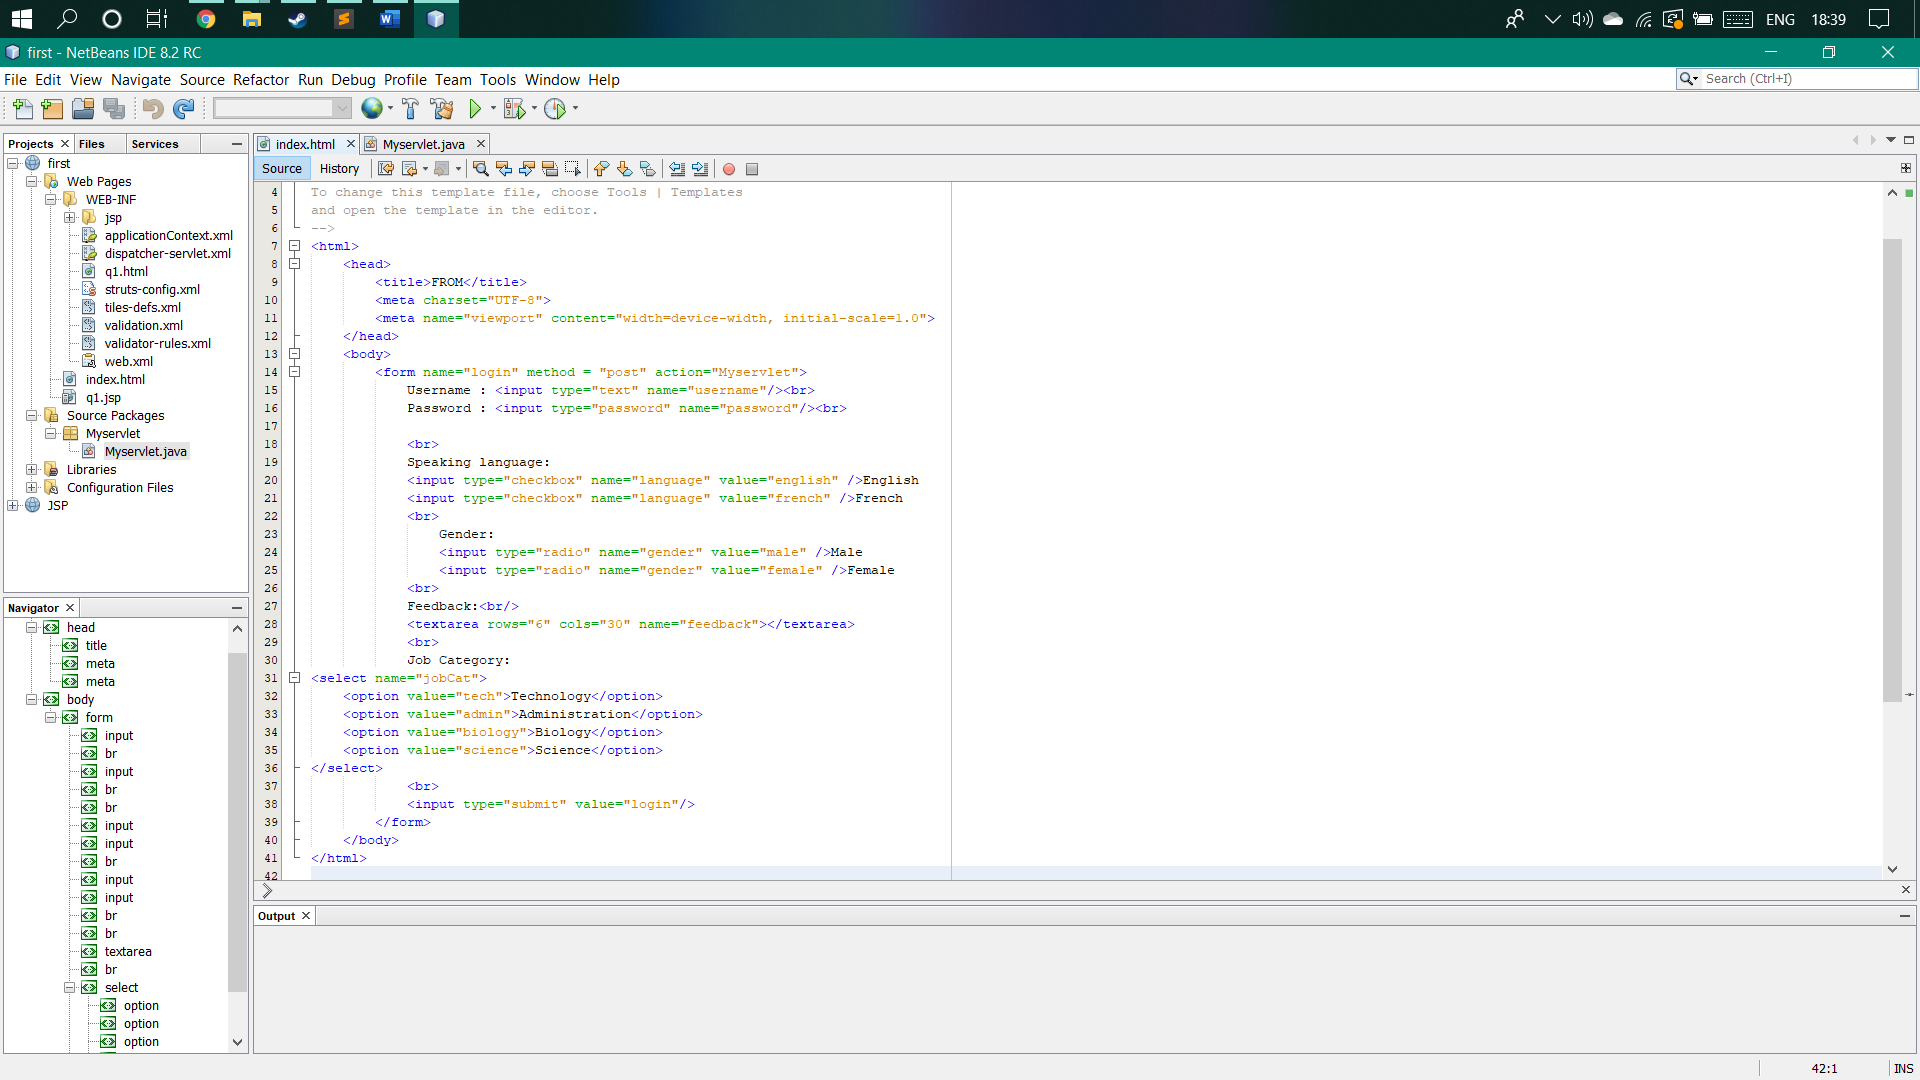 ENG 18:39
first - NetBeans IDE 8.2 RC
File Edit View Navigate Source Refactor Run Debug Profile Team Tools Window Help
Search (Ctrl+I)
Projects Files Services
first
Web Pages
WEB-INF
jsp
applicationContext.xml
dispatcher-servlet.xml
q1.html
struts-config.xml
tiles-defs.xml
validation.xml
validator-rules.xml
web.xml
index.html
q1.jsp
Source Packages
Myservlet
Myservlet.java
Libraries
Configuration Files
JSP
Navigator
head
title
meta
meta
body
form
input
br
input
br
br
input
input
br
input
input
br
br
textarea
br
select
option
option
option
index.html Myservlet.java
Source History
4 To change this template file, choose Tools | Templates
5 and open the template in the editor.
6 -->
7 <html>
8 <head>
9 <title>FROM</title>
10 <meta charset="UTF-8">
11 <meta name="viewport" content="width=device-width, initial-scale=1.0">
12 </head>
13 <body>
14 <form name="login" method = "post" action="Myservlet">
15 Username : <input type="text" name="username"/><br>
16 Password : <input type="password" name="password"/><br>
17
18 <br>
19 Speaking language:
20 <input type="checkbox" name="language" value="english" />English
21 <input type="checkbox" name="language" value="french" />French
22 <br>
23 Gender:
24 <input type="radio" name="gender" value="male" />Male
25 <input type="radio" name="gender" value="female" />Female
26 <br>
27 Feedback:<br/>
28 <textarea rows="6" cols="30" name="feedback"></textarea>
29 <br>
30 Job Category:
31 <select name="jobCat">
32 <option value="tech">Technology</option>
33 <option value="admin">Administration</option>
34 <option value="biology">Biology</option>
35 <option value="science">Science</option>
36 </select>
37 <br>
38 <input type="submit" value="login"/>
39 </form>
40 </body>
41 </html>
42
Output
42:1 INS